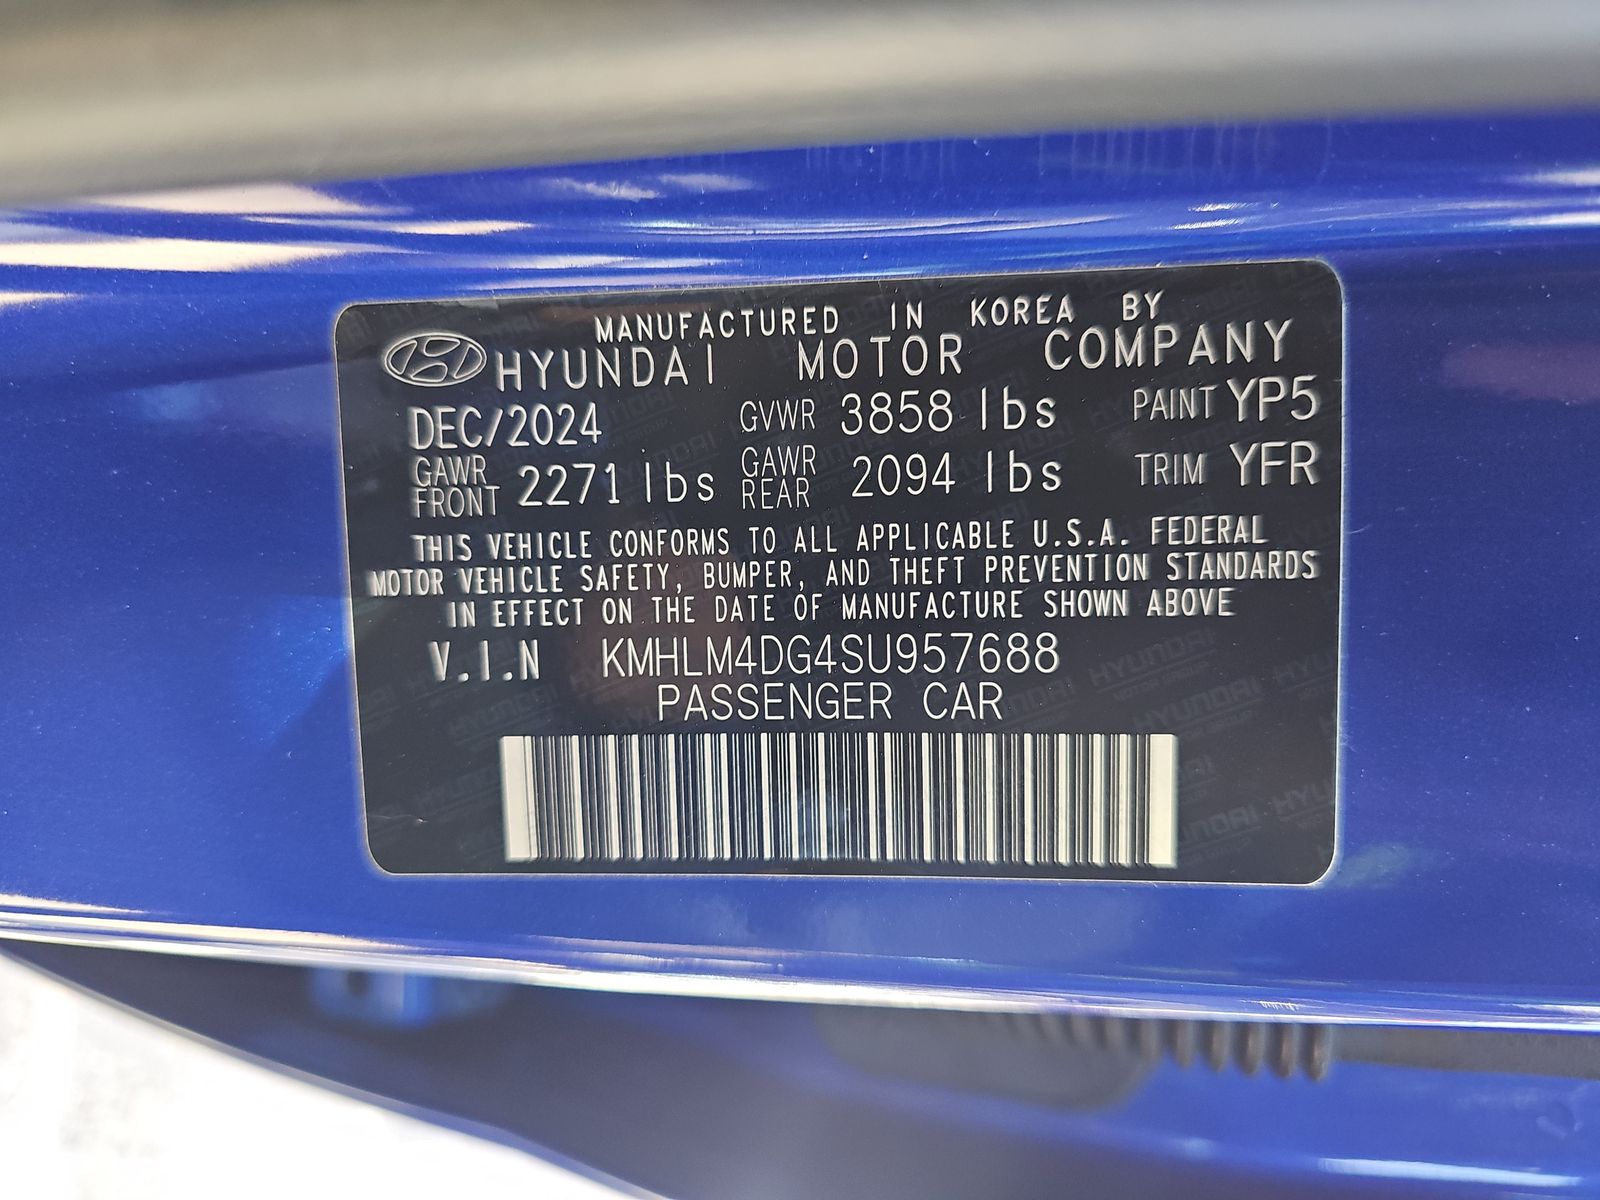 MANUFACTURED IN KOREA BY
HYUNDAI MOTOR COMPANY
DEC/2024 GVWR 3858 lbs PAINT YP5
GAWR FRONT 2271 lbs GAWR REAR 2094 lbs TRIM YFR
THIS VEHICLE CONFORMS TO ALL APPLICABLE U.S.A. FEDERAL
MOTOR VEHICLE SAFETY, BUMPER, AND THEFT PREVENTION STANDARDS
IN EFFECT ON THE DATE OF MANUFACTURE SHOWN ABOVE
V.I.N KMHLM4DG4SU957688
PASSENGER CAR